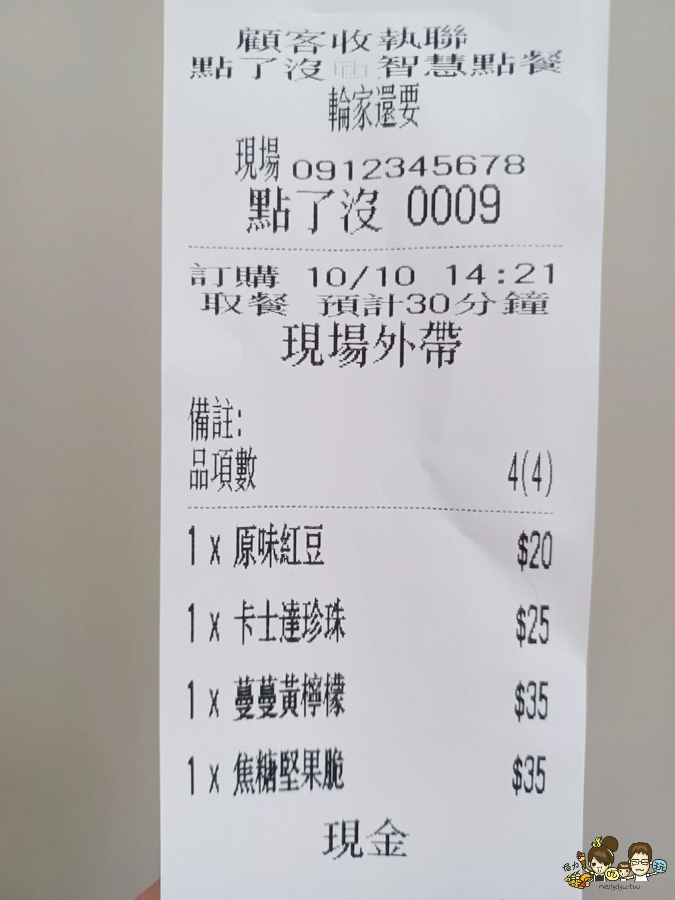 顧客收執聯
點了沒 智慧點餐
輪家還要
現場 0912345678
點了沒 0009
訂購 10/10 14:21
取餐 預計30分鐘
現場外帶
備註:
品項數 4(4)
1 x 原味紅豆 $20
1 x 卡士達珍珠 $25
1 x 蔓蔓黃檸檬 $35
1 x 焦糖堅果脆 $35
現金
吃
玩
neilydy.tw